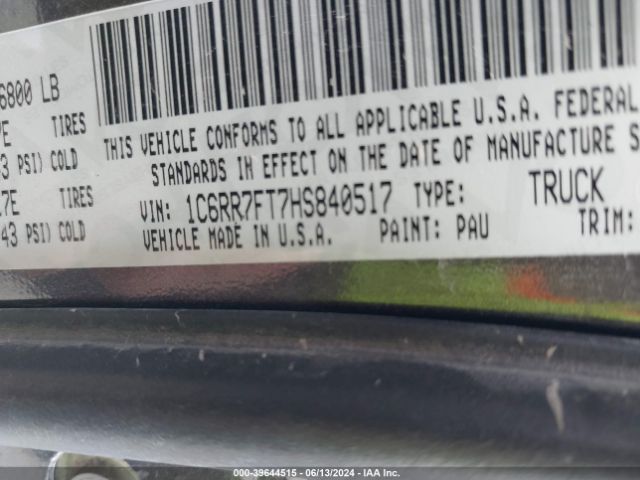 6800 LB
E TIRES
3 PSI) COLD
7E TIRES
43 PSI) COLD
THIS VEHICLE CONFORMS TO ALL APPLICABLE U.S.A. FEDERAL
STANDARDS IN EFFECT ON THE DATE OF MANUFACTURE S
VIN: 1C6RR7FT7HS840517 TYPE: TRUCK
VEHICLE MADE IN U.S.A. PAINT: PAU TRIM:
000-39644515 - 06/13/2024 - IAA Inc.